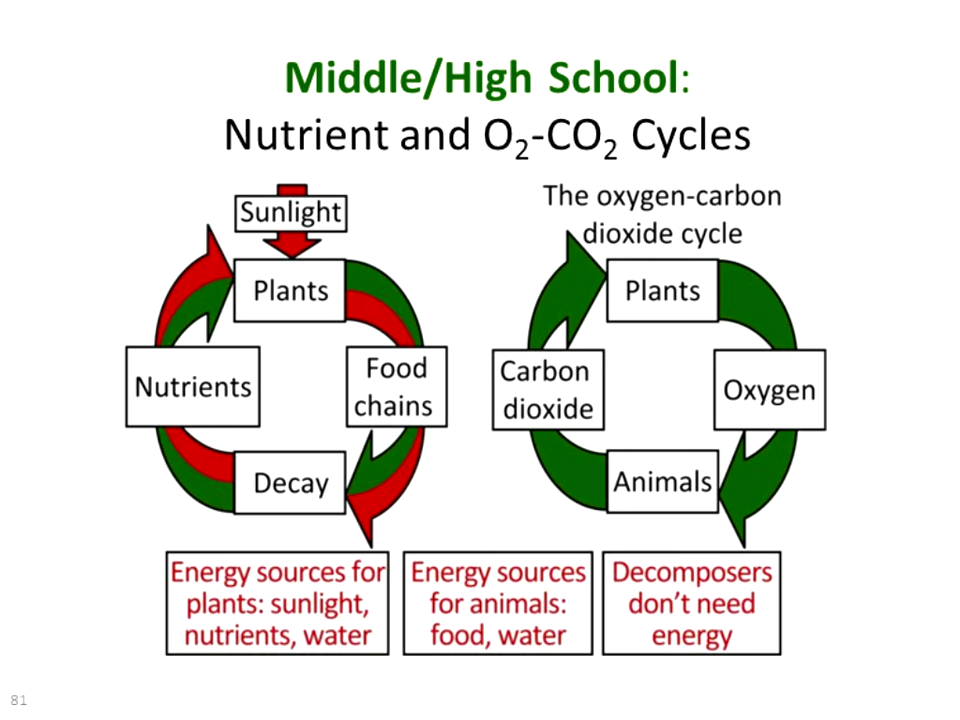 Middle/High School:
Nutrient and O₂-CO₂ Cycles
Sunlight
Plants
Nutrients
Food
chains
Decay
The oxygen-carbon
dioxide cycle
Plants
Carbon
dioxide
Oxygen
Animals
Energy sources for
plants: sunlight,
nutrients, water
Energy sources
for animals:
food, water
Decomposers
don't need
energy
81